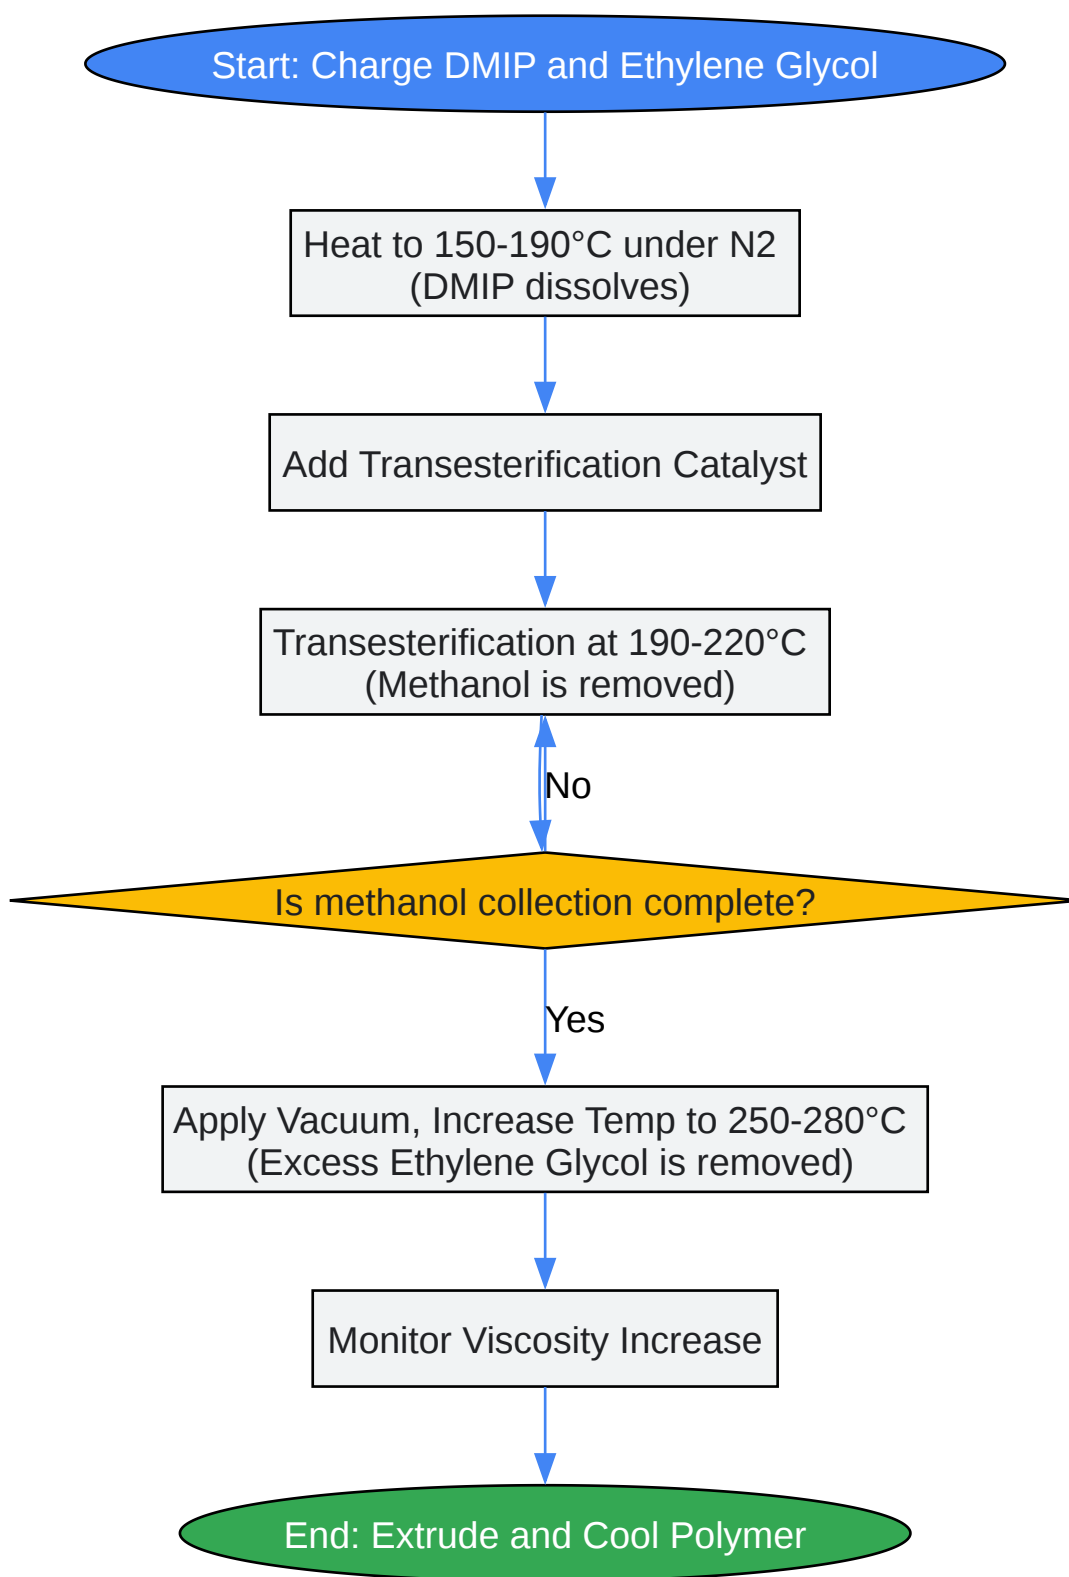 Start: Charge DMIP and Ethylene Glycol
Heat to 150-190°C under N2
(DMIP dissolves)
Add Transesterification Catalyst
Transesterification at 190-220°C
(Methanol is removed)
No
Is methanol collection complete?
Yes
Apply Vacuum, Increase Temp to 250-280°C
(Excess Ethylene Glycol is removed)
Monitor Viscosity Increase
End: Extrude and Cool Polymer